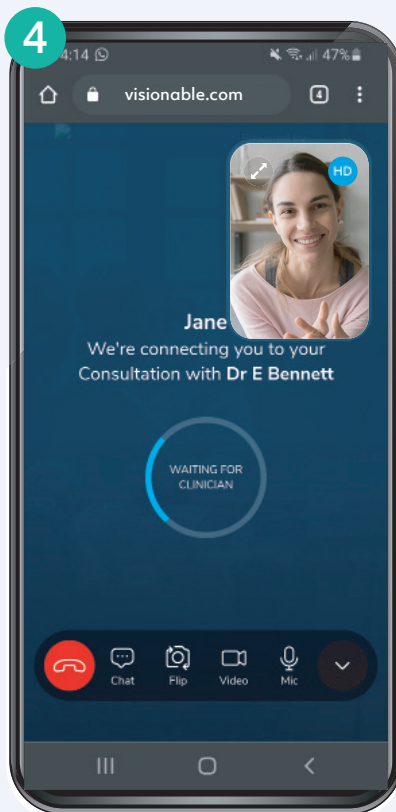 4
4:14 47%
visionable.com 4
HD
Jane
We're connecting you to your
Consultation with Dr E Bennett
WAITING FOR
CLINICIAN
Chat Flip Video Mic